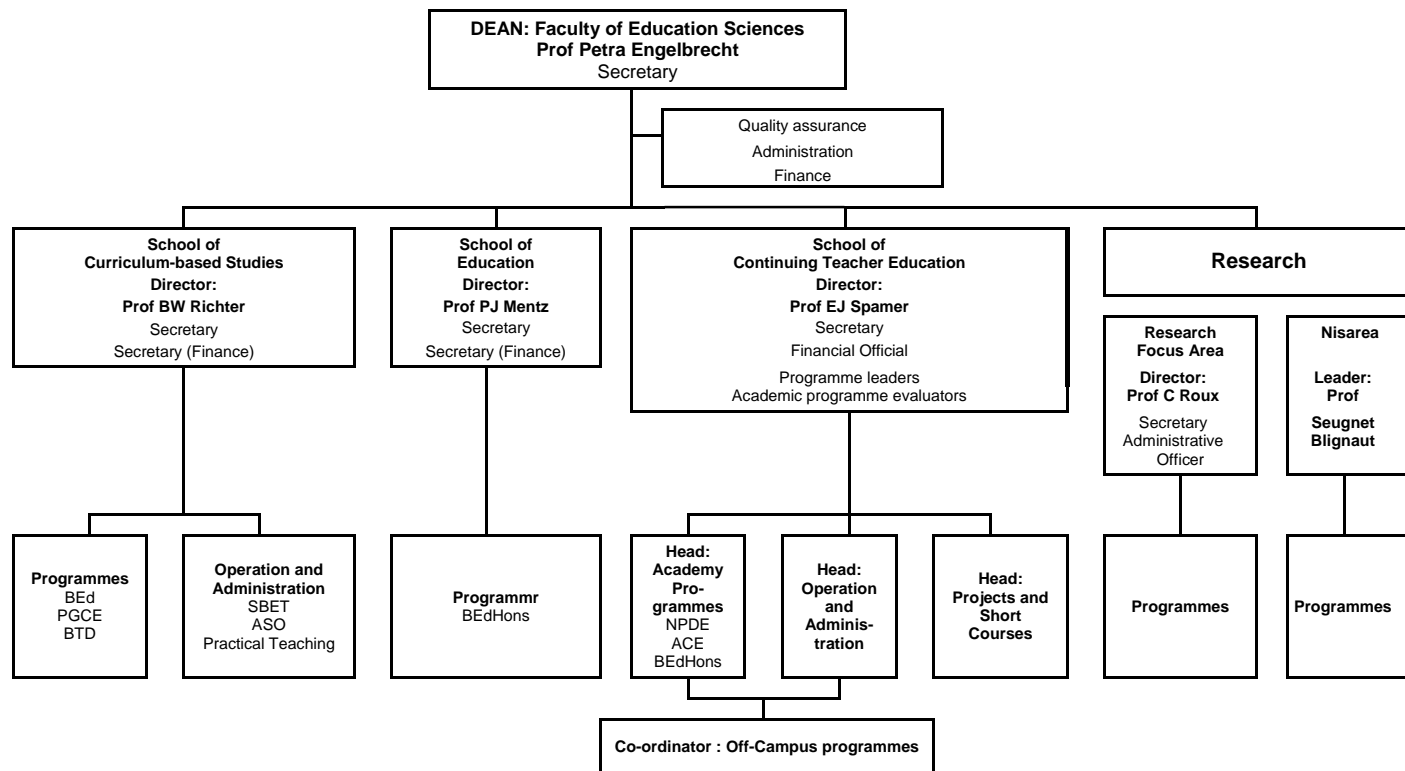 DEAN: Faculty of Education Sciences
Prof Petra Engelbrecht
Secretary
Quality assurance
Administration
Finance
School of
Curriculum-based Studies
Director:
Prof BW Richter
Secretary
Secretary (Finance)
School of
Education
Director:
Prof PJ Mentz
Secretary
Secretary (Finance)
School of
Continuing Teacher Education
Director:
Prof EJ Spamer
Secretary
Financial Official
Programme leaders
Academic programme evaluators
Research
Research
Focus Area
Director:
Prof C Roux
Secretary
Administrative
Officer
Nisarea
Leader:
Prof
Seugnet
Blignaut
Programmes
BEd
PGCE
BTD
Operation and
Administration
SBET
ASO
Practical Teaching
Programmr
BEdHons
Head:
Academy
Pro-
grammes
NPDE
ACE
BEdHons
Head:
Operation
and
Adminis-
tration
Head:
Projects and
Short
Courses
Programmes
Programmes
Co-ordinator : Off-Campus programmes